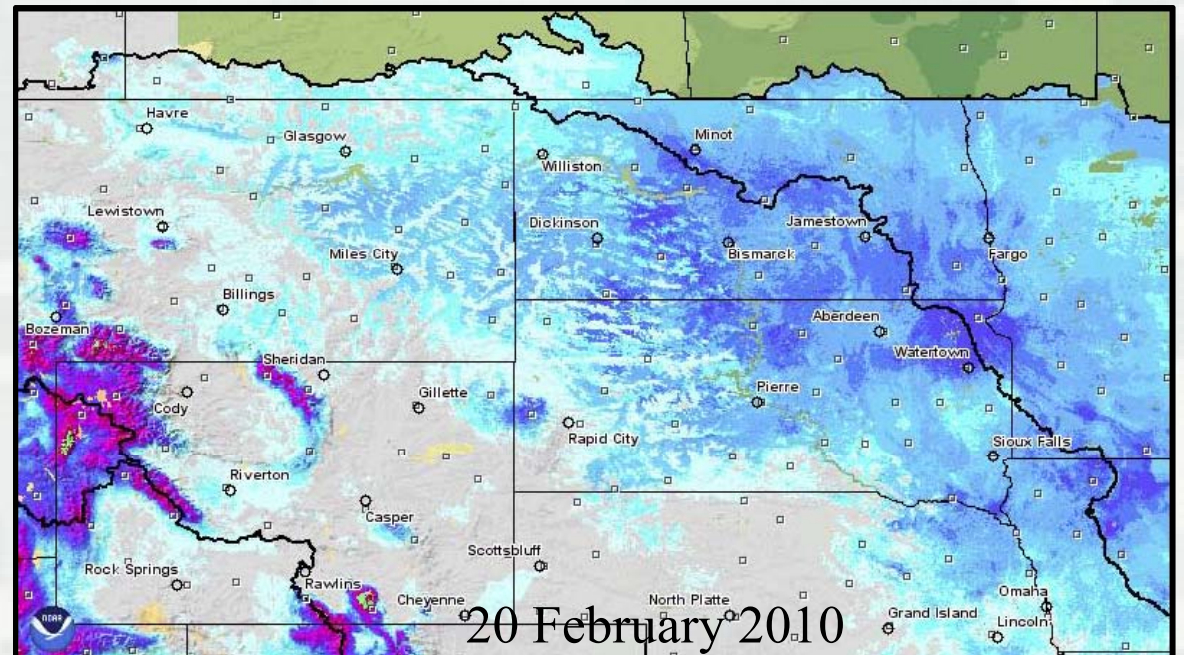 Havre
Glasgow
Minot
Williston
Lewistown
Dickinson
Jamestown
Miles City
Bismarck
Fargo
Billings
Aberdeen
Bozeman
Watertown
Sheridan
Gillette
Pierre
Cody
Rapid City
Sioux Falls
Riverton
Casper
Scottsbluff
Rock Springs
Rawlins
Omaha
Cheyenne
North Platte
Grand Island
Lincoln
20 February 2010
NOAA